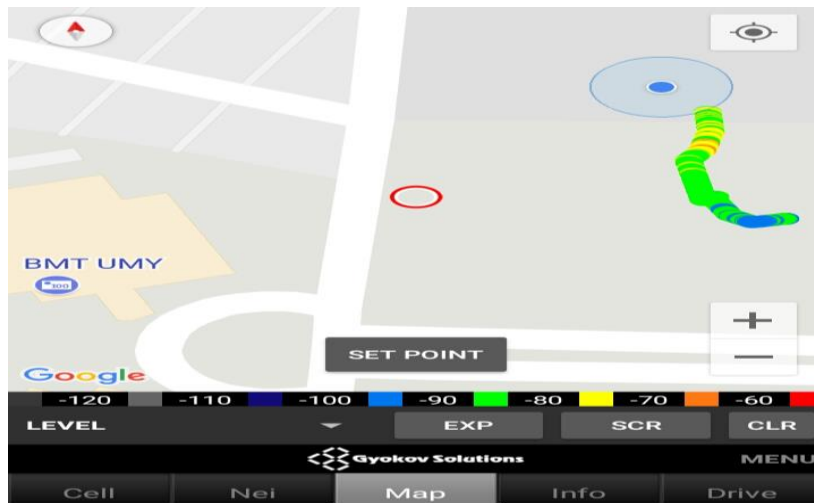 BMT UMY
100
SET POINT
Google
-120 -110 -100 -90 -80 -70 -60
LEVEL EXP SCR CLR
Gyokov Solutions MENU
Cell Nei Map Info Drive